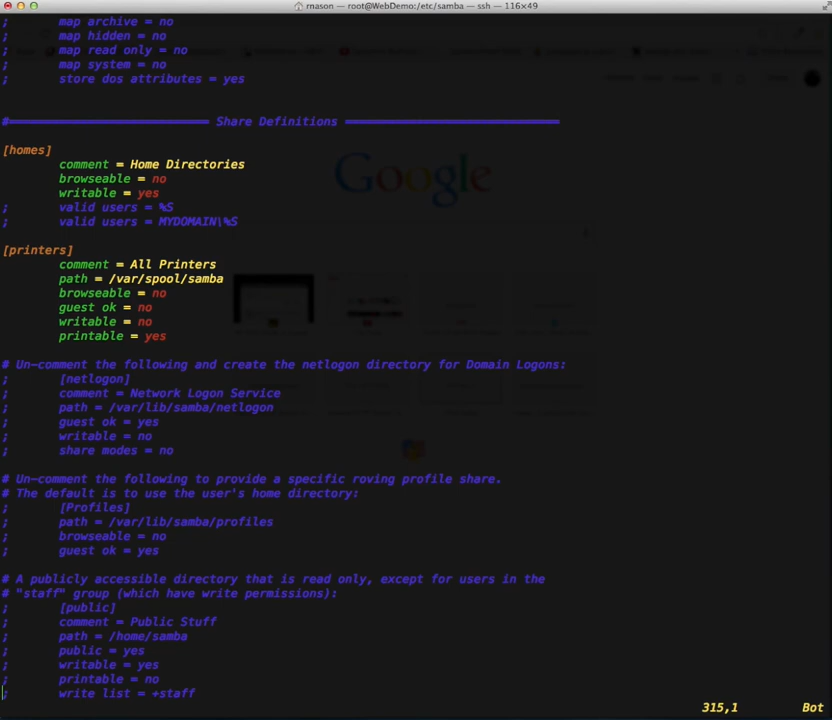 rnason — root@WebDemo:/etc/samba — ssh — 116×49
; map archive = no
; map hidden = no
; map read only = no
; map system = no
; store dos attributes = yes
#============================ Share Definitions ==============================
[homes]
comment = Home Directories
browseable = no
writable = yes
; valid users = %S
; valid users = MYDOMAIN\%S
[printers]
comment = All Printers
path = /var/spool/samba
browseable = no
guest ok = no
writable = no
printable = yes
# Un-comment the following and create the netlogon directory for Domain Logons:
; [netlogon]
; comment = Network Logon Service
; path = /var/lib/samba/netlogon
; guest ok = yes
; writable = no
; share modes = no
# Un-comment the following to provide a specific roving profile share.
# The default is to use the user's home directory:
; [Profiles]
; path = /var/lib/samba/profiles
; browseable = no
; guest ok = yes
# A publicly accessible directory that is read only, except for users in the
# "staff" group (which have write permissions):
; [public]
; comment = Public Stuff
; path = /home/samba
; public = yes
; writable = yes
; printable = no
; write list = +staff
315,1 Bot
Google